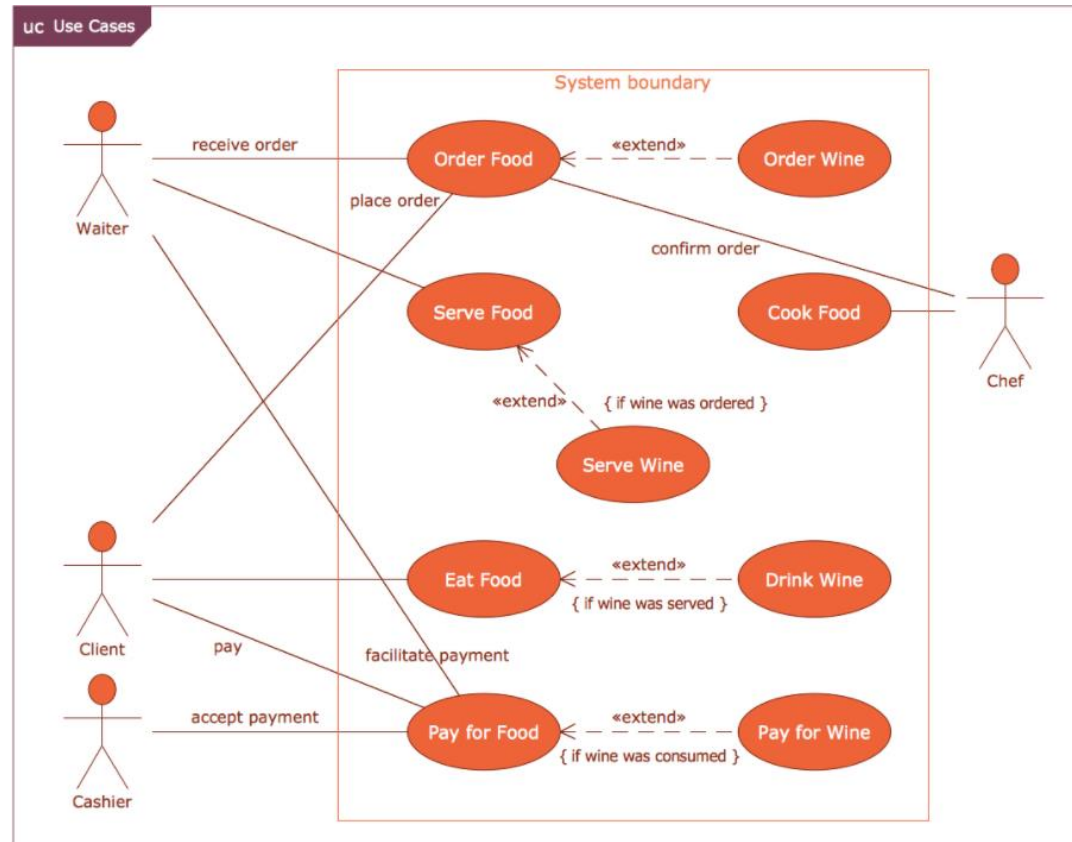 uc Use Cases
System boundary
receive order
Order Food
«extend»
Order Wine
Waiter
place order
confirm order
Serve Food
Cook Food
Chef
«extend»
{ if wine was ordered }
Serve Wine
Eat Food
«extend»
{ if wine was served }
Drink Wine
Client
pay
facilitate payment
accept payment
Pay for Food
«extend»
{ if wine was consumed }
Pay for Wine
Cashier